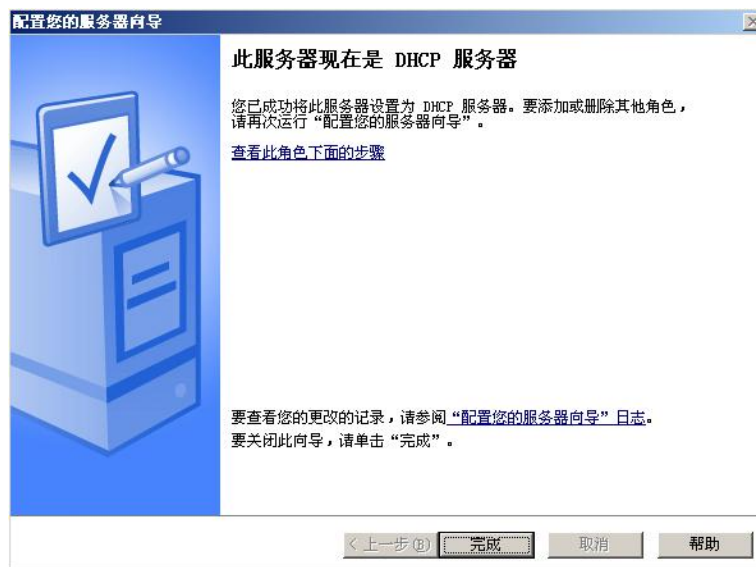 配置您的服务器向导
此服务器现在是 DHCP 服务器
您已成功将此服务器设置为 DHCP 服务器。要添加或删除其他角色，
请再次运行“配置您的服务器向导”。
查看此角色下面的步骤
要查看您的更改的记录，请参阅“配置您的服务器向导”日志。
要关闭此向导，请单击“完成”。
<上一步(B) 完成 取消 帮助